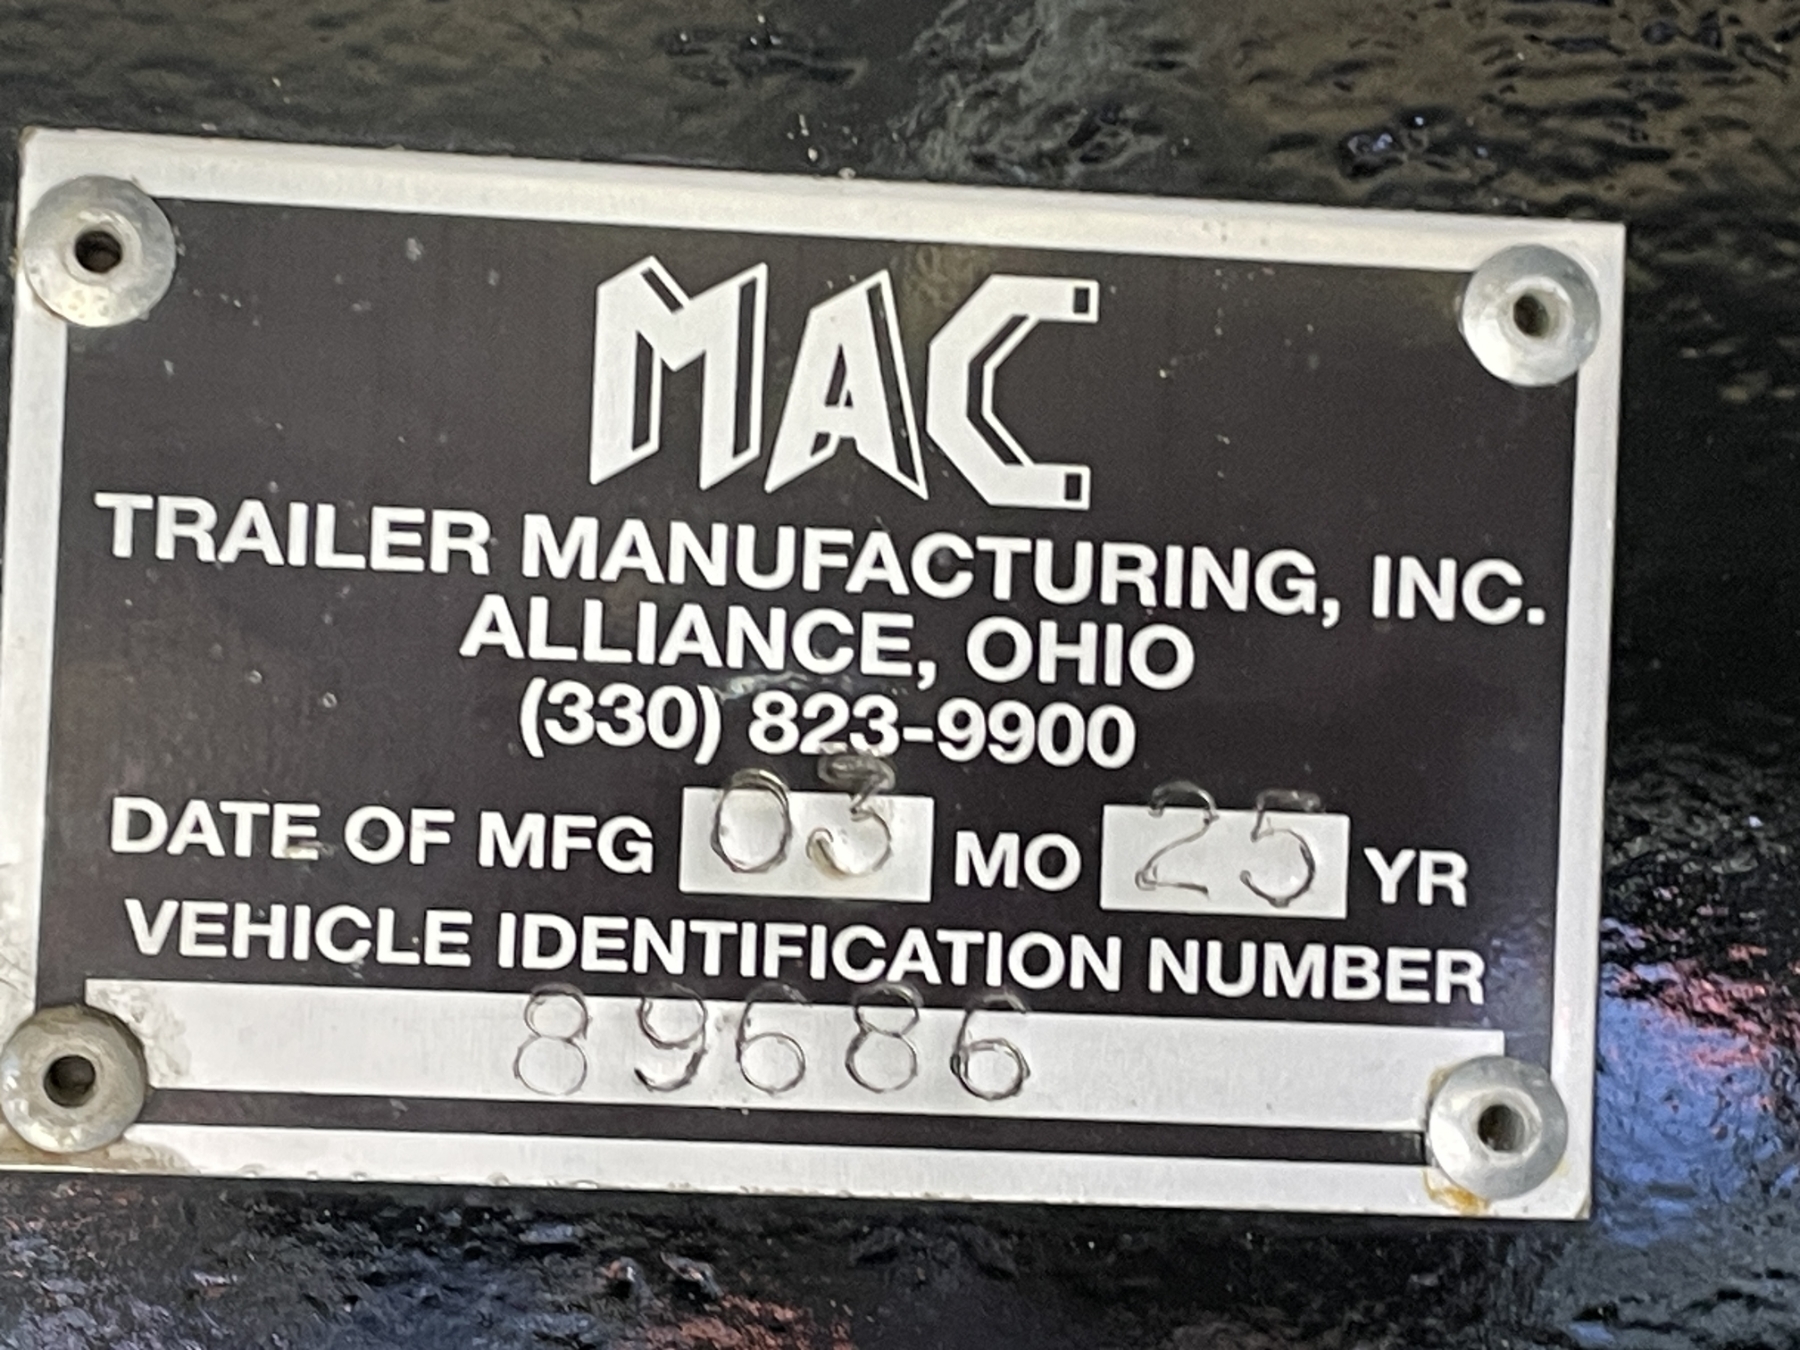 MAC
TRAILER MANUFACTURING, INC.
ALLIANCE, OHIO
(330) 823-9900
DATE OF MFG 03 MO 25 YR
VEHICLE IDENTIFICATION NUMBER
89686